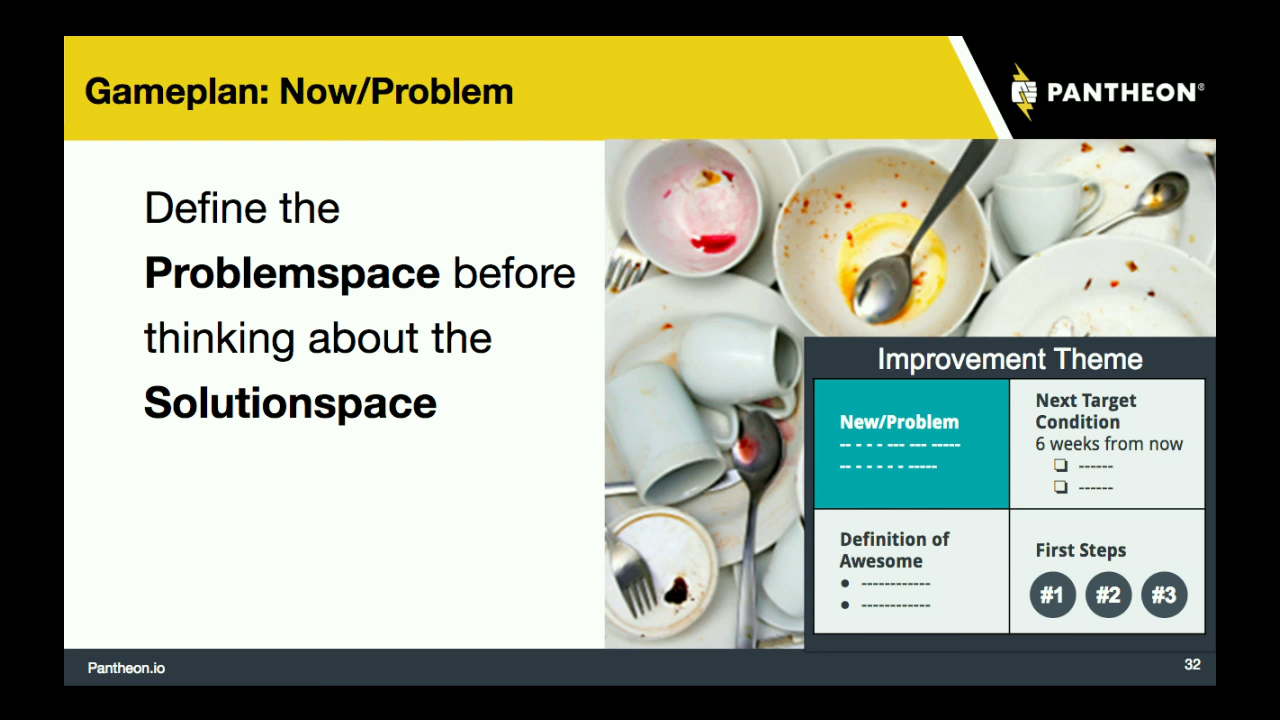 Gameplan: Now/Problem
PANTHEON®
Define the
Problemspace before
thinking about the
Solutionspace
Improvement Theme
New/Problem
-- - - - --- --- -----
-- - - - - - -----
Next Target
Condition
6 weeks from now
❏ ------
❏ ------
Definition of
Awesome
● ------------
● ------------
First Steps
#1 #2 #3
Pantheon.io
32